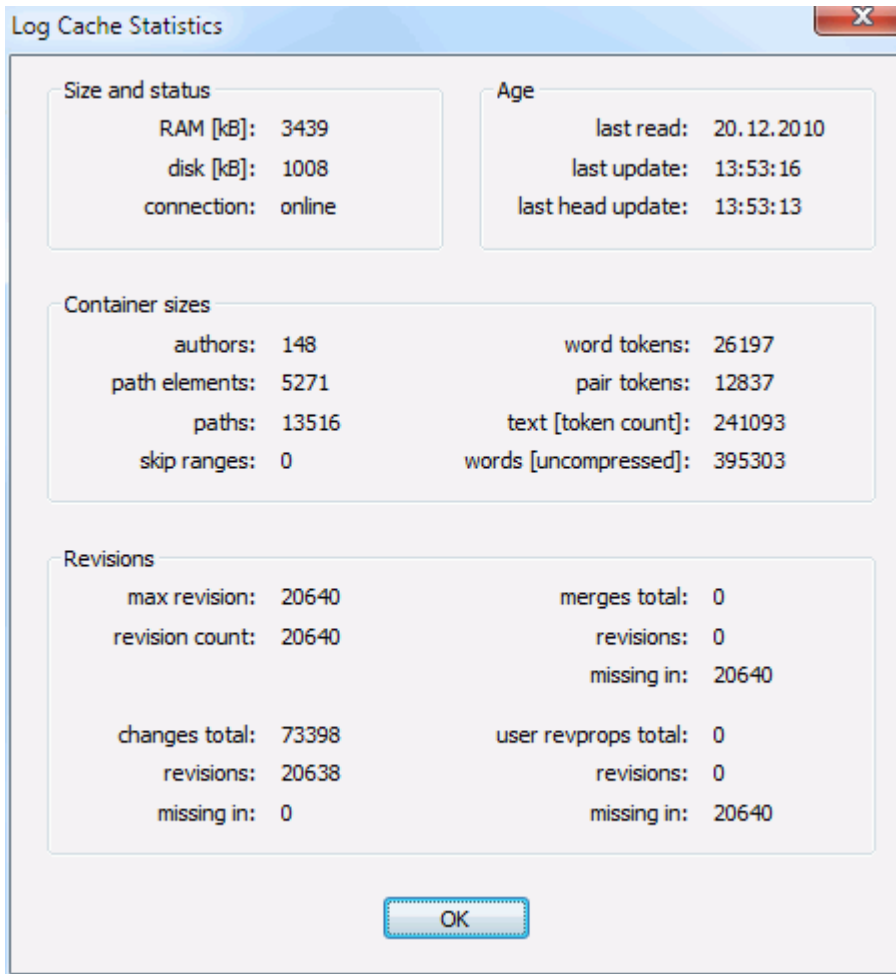 Log Cache Statistics
Size and status
RAM [kB]: 3439
disk [kB]: 1008
connection: online
Age
last read: 20.12.2010
last update: 13:53:16
last head update: 13:53:13
Container sizes
authors: 148
path elements: 5271
paths: 13516
skip ranges: 0
word tokens: 26197
pair tokens: 12837
text [token count]: 241093
words [uncompressed]: 395303
Revisions
max revision: 20640
revision count: 20640
merges total: 0
revisions: 0
missing in: 20640
changes total: 73398
revisions: 20638
missing in: 0
user revprops total: 0
revisions: 0
missing in: 20640
OK